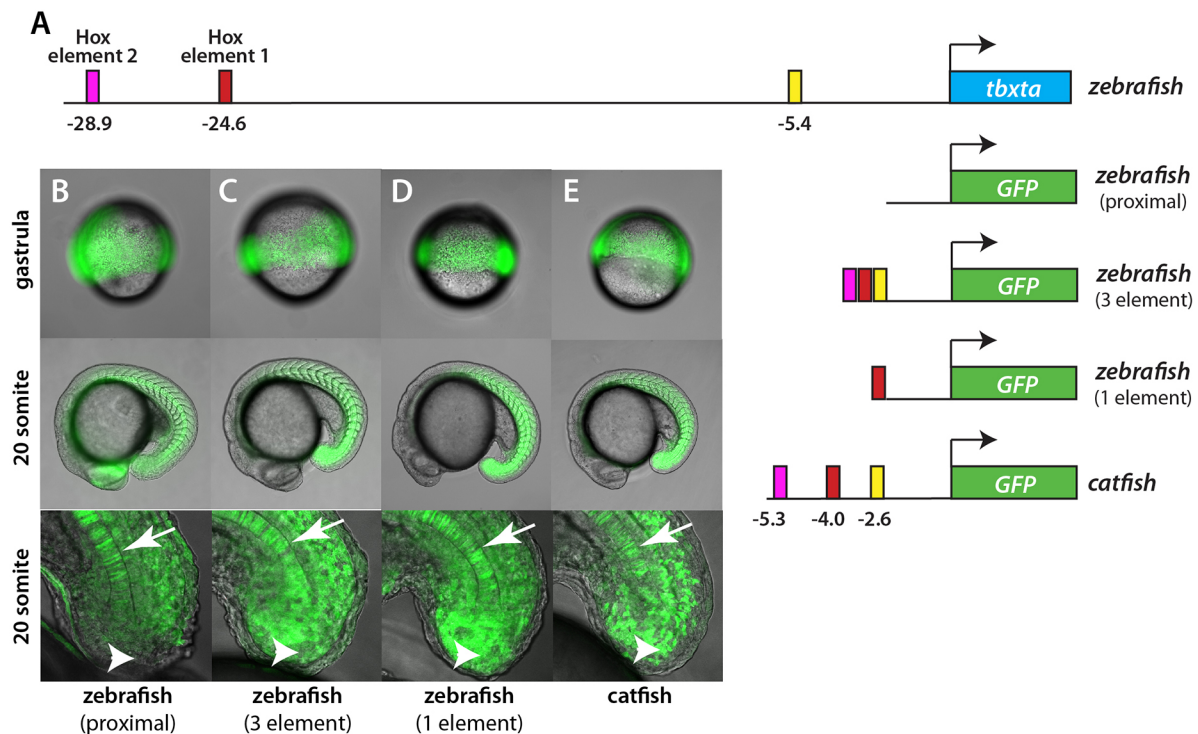 A
Hox
element 2
Hox
element 1
tbxta
zebrafish
-28.9
-24.6
-5.4
GFP
zebrafish
(proximal)
GFP
zebrafish
(3 element)
GFP
zebrafish
(1 element)
GFP
catfish
-5.3
-4.0
-2.6
B
C
D
E
gastrula
20 somite
20 somite
zebrafish
(proximal)
zebrafish
(3 element)
zebrafish
(1 element)
catfish